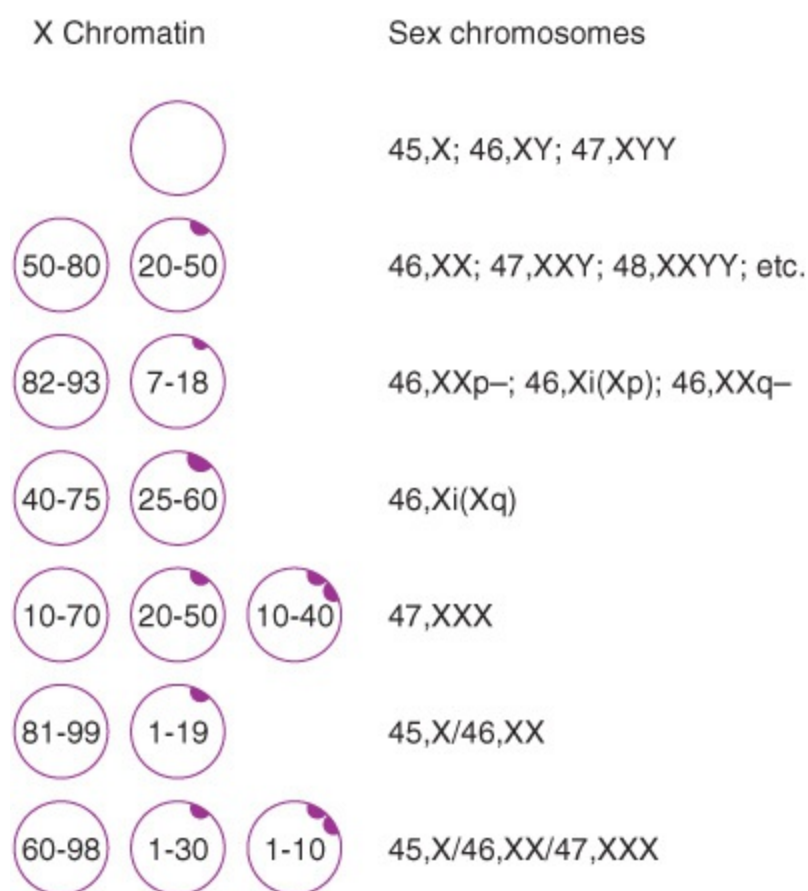 X Chromatin Sex chromosomes
45,X; 46,XY; 47,XYY
50-80 20-50 46,XX; 47,XXY; 48,XXYY; etc.
82-93 7-18 46,XXp–; 46,Xi(Xp); 46,XXq–
40-75 25-60 46,Xi(Xq)
10-70 20-50 10-40 47,XXX
81-99 1-19 45,X/46,XX
60-98 1-30 1-10 45,X/46,XX/47,XXX